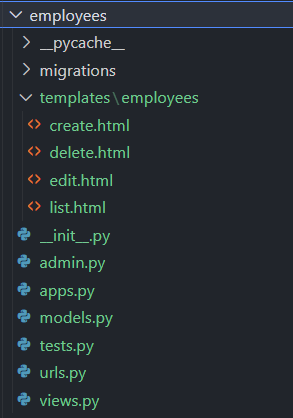 employees
__pycache__
migrations
templates\employees
create.html
delete.html
edit.html
list.html
__init__.py
admin.py
apps.py
models.py
tests.py
urls.py
views.py